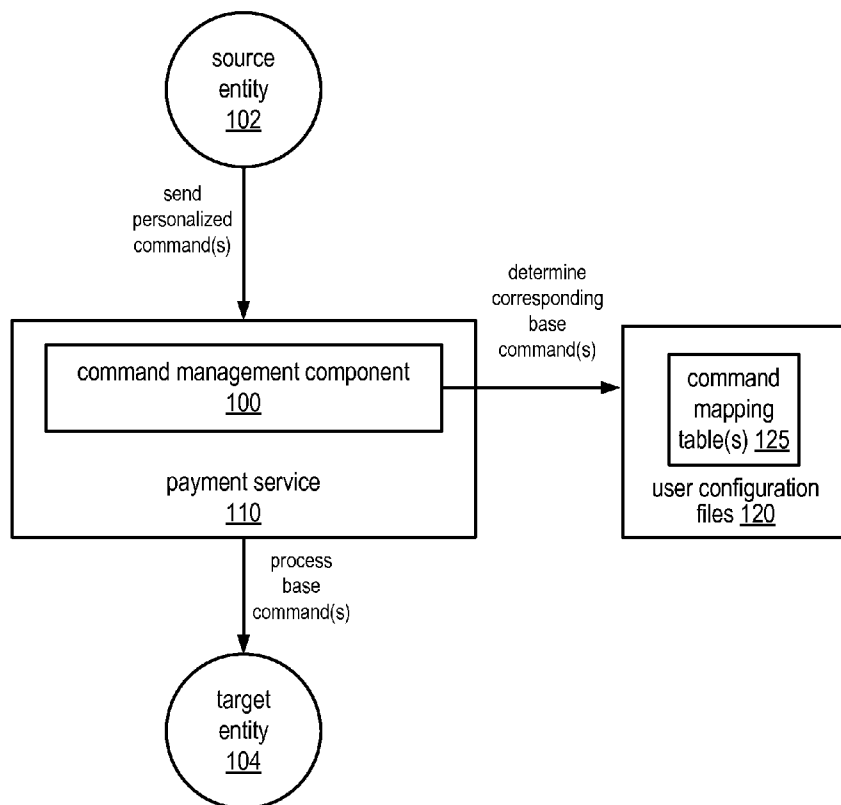 source
entity
102
send
personalized
command(s)
determine
corresponding
base
command(s)
command management component
100
payment service
110
command
mapping
table(s) 125
user configuration
files 120
process
base
command(s)
target
entity
104